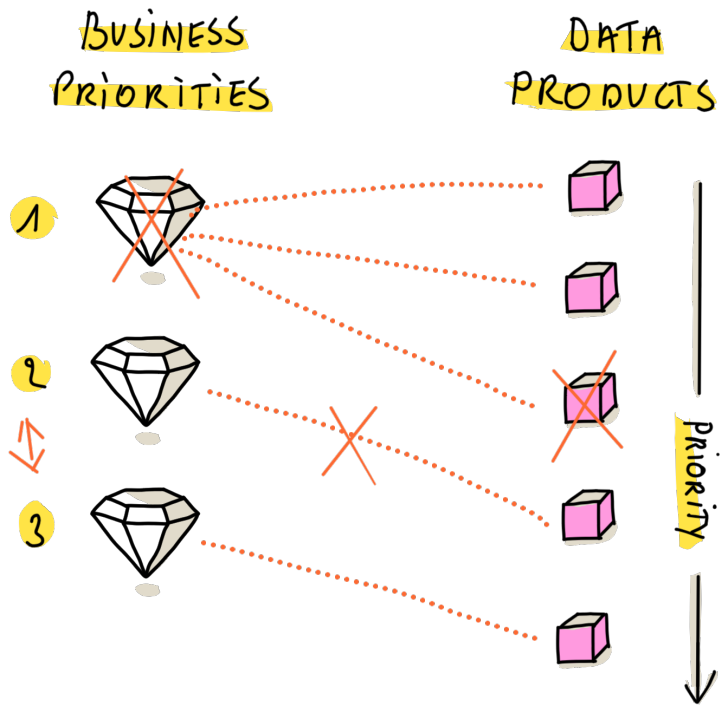 BUSINESS
PRIORITIES
DATA
PRODUCTS
1
2
3
PRIORITY